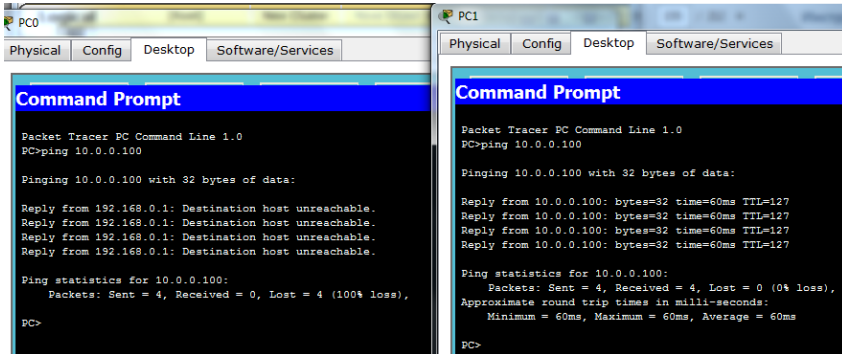 PC0
Physical Config Desktop Software/Services
Command Prompt
Packet Tracer PC Command Line 1.0
PC>ping 10.0.0.100
Pinging 10.0.0.100 with 32 bytes of data:
Reply from 192.168.0.1: Destination host unreachable.
Reply from 192.168.0.1: Destination host unreachable.
Reply from 192.168.0.1: Destination host unreachable.
Reply from 192.168.0.1: Destination host unreachable.
Ping statistics for 10.0.0.100:
Packets: Sent = 4, Received = 0, Lost = 4 (100% loss),
PC>
PC1
Physical Config Desktop Software/Services
Command Prompt
Packet Tracer PC Command Line 1.0
PC>ping 10.0.0.100
Pinging 10.0.0.100 with 32 bytes of data:
Reply from 10.0.0.100: bytes=32 time=60ms TTL=127
Reply from 10.0.0.100: bytes=32 time=60ms TTL=127
Reply from 10.0.0.100: bytes=32 time=60ms TTL=127
Reply from 10.0.0.100: bytes=32 time=60ms TTL=127
Ping statistics for 10.0.0.100:
Packets: Sent = 4, Received = 4, Lost = 0 (0% loss),
Approximate round trip times in milli-seconds:
Minimum = 60ms, Maximum = 60ms, Average = 60ms
PC>